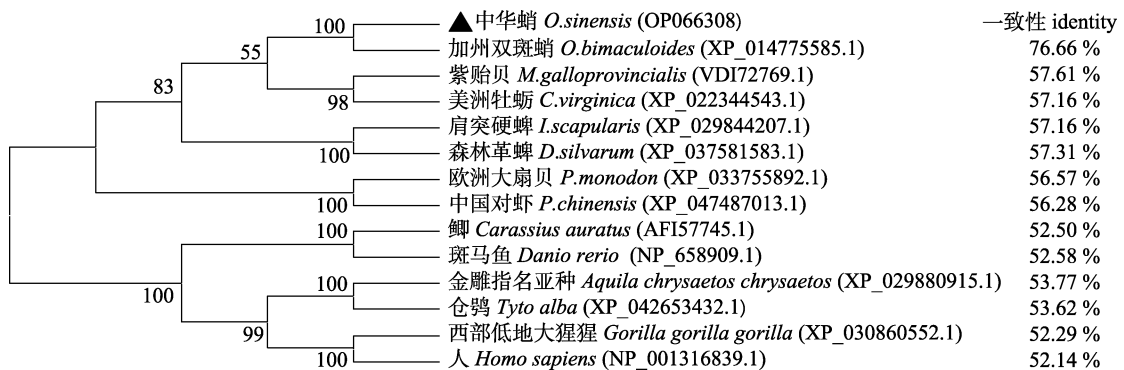 ▲中华蛸 O.sinensis (OP066308) 一致性 identity
加州双斑蛸 O.bimaculoides (XP_014775585.1) 76.66 %
紫贻贝 M.galloprovincialis (VDI72769.1) 57.61 %
美洲牡蛎 C.virginica (XP_022344543.1) 57.16 %
肩突硬蜱 I.scapularis (XP_029844207.1) 57.16 %
森林革蜱 D.silvarum (XP_037581583.1) 57.31 %
欧洲大扇贝 P.monodon (XP_033755892.1) 56.57 %
中国对虾 P.chinensis (XP_047487013.1) 56.28 %
鲫 Carassius auratus (AFI57745.1) 52.50 %
斑马鱼 Danio rerio (NP_658909.1) 52.58 %
金雕指名亚种 Aquila chrysaetos chrysaetos (XP_029880915.1) 53.77 %
仓鸮 Tyto alba (XP_042653432.1) 53.62 %
西部低地大猩猩 Gorilla gorilla gorilla (XP_030860552.1) 52.29 %
人 Homo sapiens (NP_001316839.1) 52.14 %
100
55
83
98
100
100
100
100
100
99
100